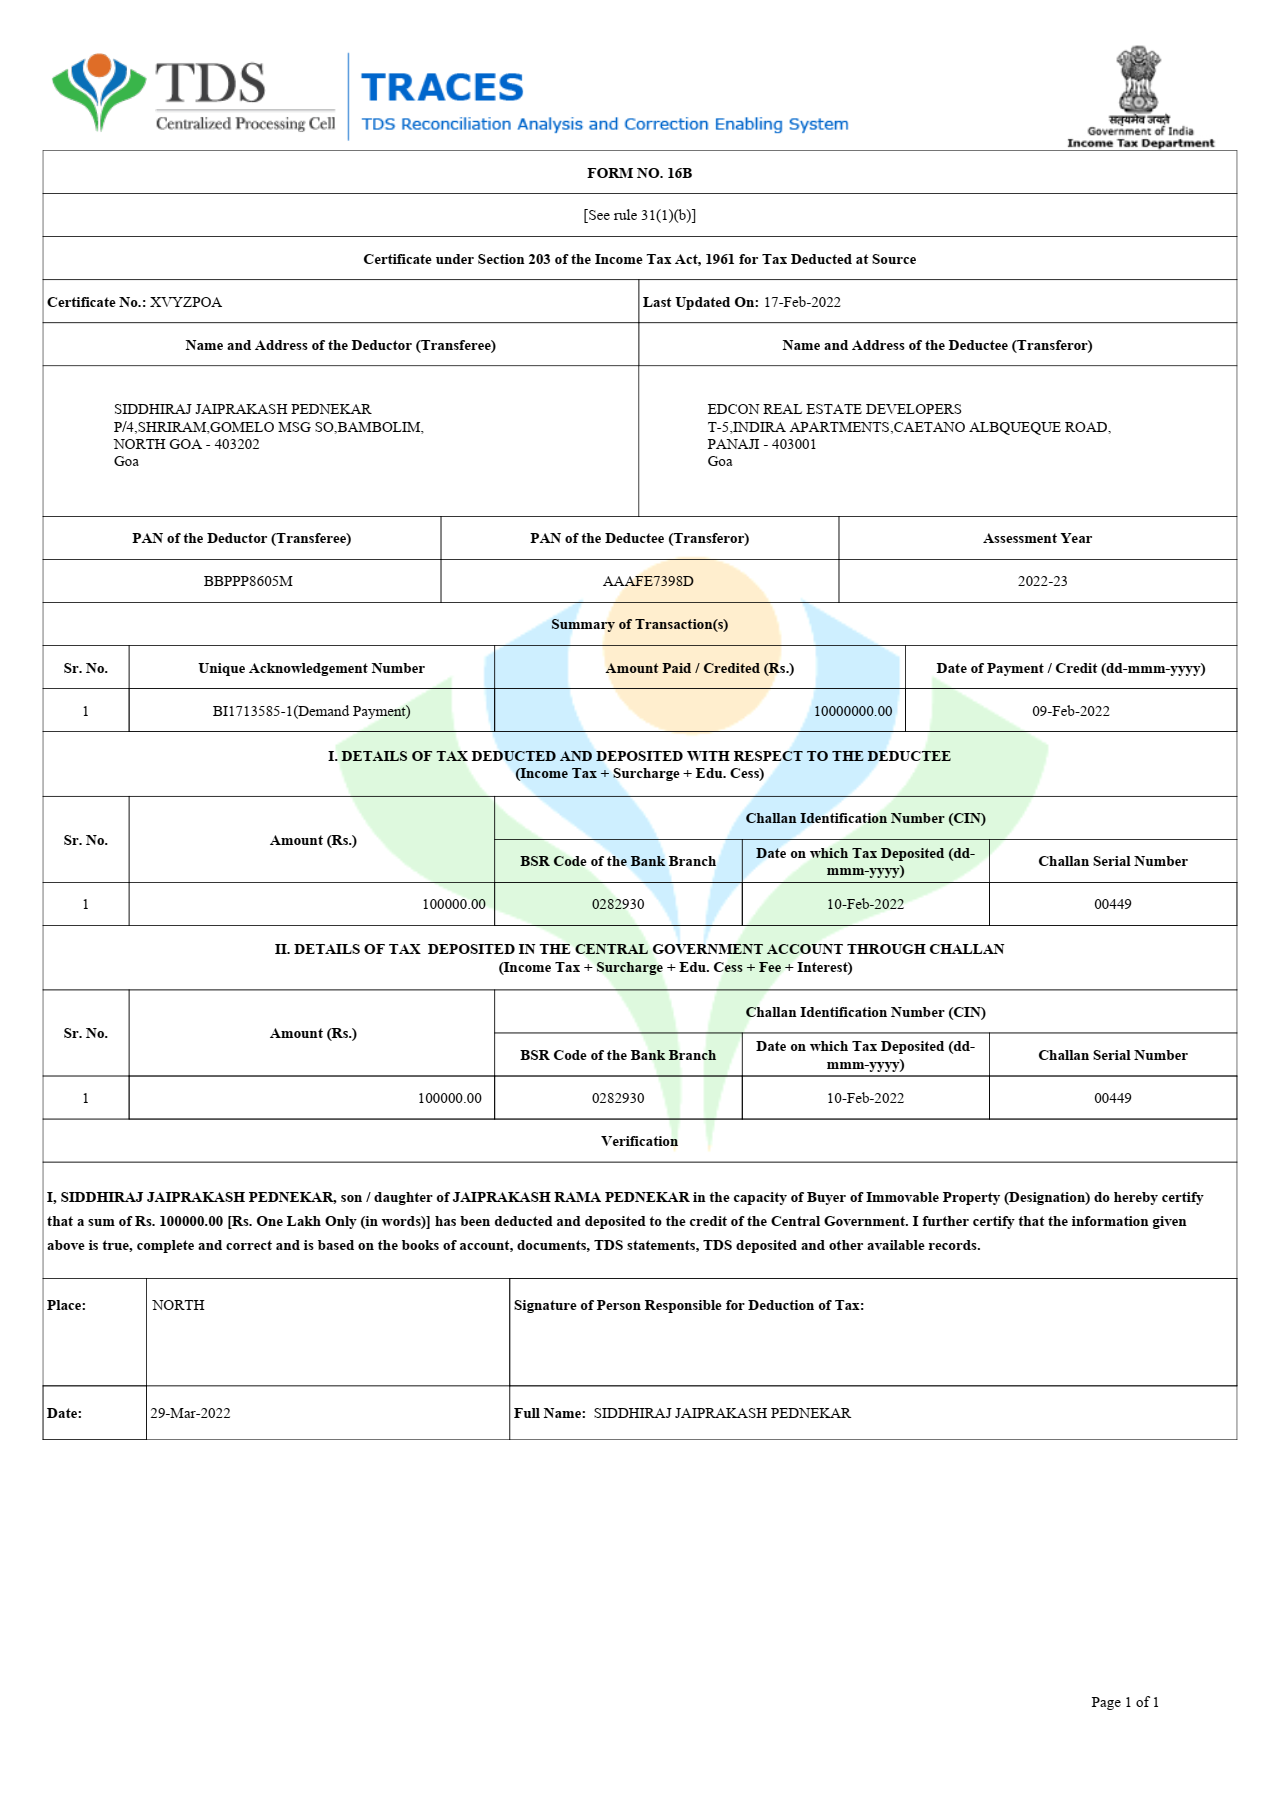 TDS
Centralized Processing Cell
TRACES
TDS Reconciliation Analysis and Correction Enabling System
सत्यमेव जयते
Government of India
Income Tax Department
FORM NO. 16B
[See rule 31(1)(b)]
Certificate under Section 203 of the Income Tax Act, 1961 for Tax Deducted at Source
Certificate No.: XVYZPOA
Last Updated On: 17-Feb-2022
Name and Address of the Deductor (Transferee)
Name and Address of the Deductee (Transferor)
SIDDHIRAJ JAIPRAKASH PEDNEKAR
P/4,SHRIRAM,GOMELO MSG SO,BAMBOLIM,
NORTH GOA - 403202
Goa
EDCON REAL ESTATE DEVELOPERS
T-5,INDIRA APARTMENTS,CAETANO ALBQUEQUE ROAD,
PANAJI - 403001
Goa
PAN of the Deductor (Transferee)
PAN of the Deductee (Transferor)
Assessment Year
BBPPP8605M
AAAFE7398D
2022-23
Summary of Transaction(s)
Sr. No.
Unique Acknowledgement Number
Amount Paid / Credited (Rs.)
Date of Payment / Credit (dd-mmm-yyyy)
1
BI1713585-1(Demand Payment)
10000000.00
09-Feb-2022
I. DETAILS OF TAX DEDUCTED AND DEPOSITED WITH RESPECT TO THE DEDUCTEE
(Income Tax + Surcharge + Edu. Cess)
Sr. No.
Amount (Rs.)
Challan Identification Number (CIN)
BSR Code of the Bank Branch
Date on which Tax Deposited (dd-
mmm-yyyy)
Challan Serial Number
1
100000.00
0282930
10-Feb-2022
00449
II. DETAILS OF TAX DEPOSITED IN THE CENTRAL GOVERNMENT ACCOUNT THROUGH CHALLAN
(Income Tax + Surcharge + Edu. Cess + Fee + Interest)
Sr. No.
Amount (Rs.)
Challan Identification Number (CIN)
BSR Code of the Bank Branch
Date on which Tax Deposited (dd-
mmm-yyyy)
Challan Serial Number
1
100000.00
0282930
10-Feb-2022
00449
Verification
I, SIDDHIRAJ JAIPRAKASH PEDNEKAR, son / daughter of JAIPRAKASH RAMA PEDNEKAR in the capacity of Buyer of Immovable Property (Designation) do hereby certify
that a sum of Rs. 100000.00 [Rs. One Lakh Only (in words)] has been deducted and deposited to the credit of the Central Government. I further certify that the information given
above is true, complete and correct and is based on the books of account, documents, TDS statements, TDS deposited and other available records.
Place:
NORTH
Signature of Person Responsible for Deduction of Tax:
Date:
29-Mar-2022
Full Name: SIDDHIRAJ JAIPRAKASH PEDNEKAR
Page 1 of 1